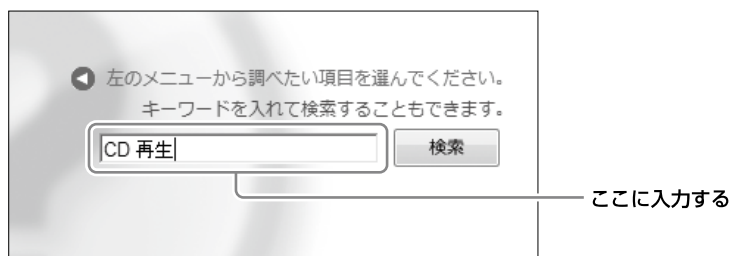 左のメニューから調べたい項目を選んでください。
キーワードを入れて検索することもできます。
CD 再生
検索
ここに入力する